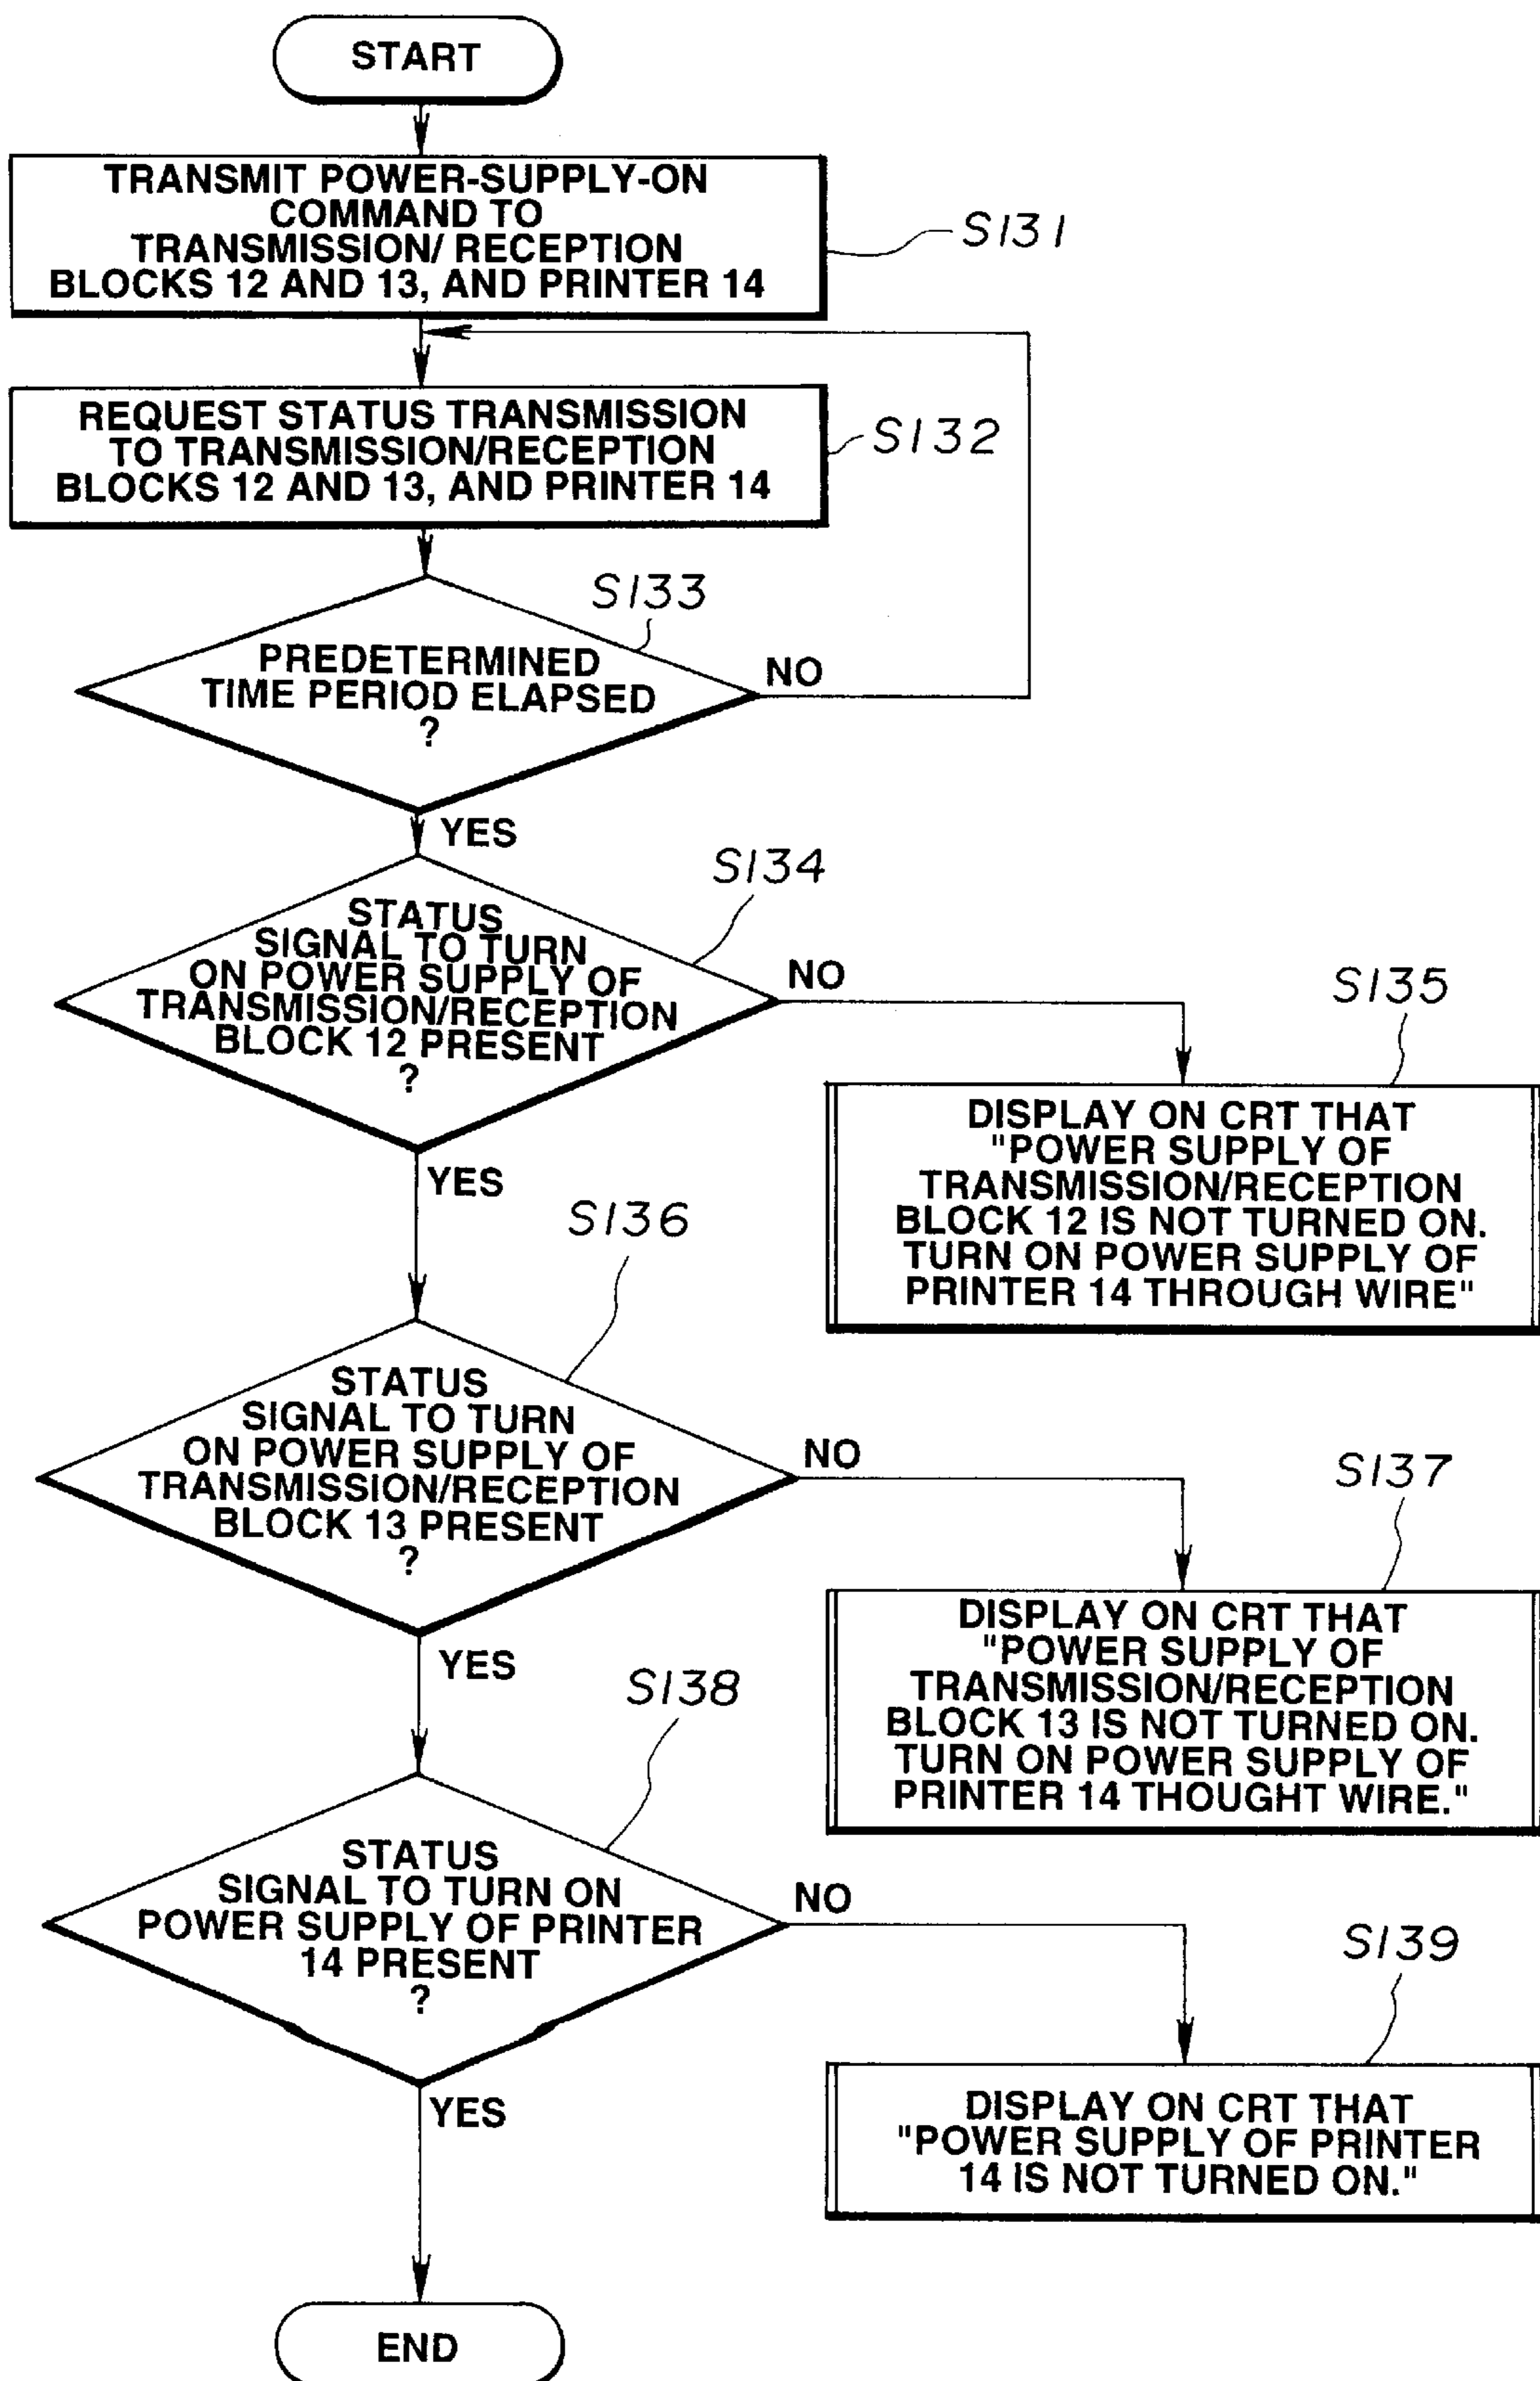 START
TRANSMIT POWER-SUPPLY-ON
COMMAND TO
TRANSMISSION/ RECEPTION
BLOCKS 12 AND 13, AND PRINTER 14
S131
REQUEST STATUS TRANSMISSION
TO TRANSMISSION/RECEPTION
BLOCKS 12 AND 13, AND PRINTER 14
S132
S133
PREDETERMINED
TIME PERIOD ELAPSED
?
NO
YES
S134
STATUS
SIGNAL TO TURN
ON POWER SUPPLY OF
TRANSMISSION/RECEPTION
BLOCK 12 PRESENT
?
NO
YES
S135
DISPLAY ON CRT THAT
"POWER SUPPLY OF
TRANSMISSION/RECEPTION
BLOCK 12 IS NOT TURNED ON.
TURN ON POWER SUPPLY OF
PRINTER 14 THROUGH WIRE"
S136
STATUS
SIGNAL TO TURN
ON POWER SUPPLY OF
TRANSMISSION/RECEPTION
BLOCK 13 PRESENT
?
NO
YES
S137
DISPLAY ON CRT THAT
"POWER SUPPLY OF
TRANSMISSION/RECEPTION
BLOCK 13 IS NOT TURNED ON.
TURN ON POWER SUPPLY OF
PRINTER 14 THOUGHT WIRE."
S138
STATUS
SIGNAL TO TURN ON
POWER SUPPLY OF PRINTER
14 PRESENT
?
NO
YES
S139
DISPLAY ON CRT THAT
"POWER SUPPLY OF PRINTER
14 IS NOT TURNED ON."
END